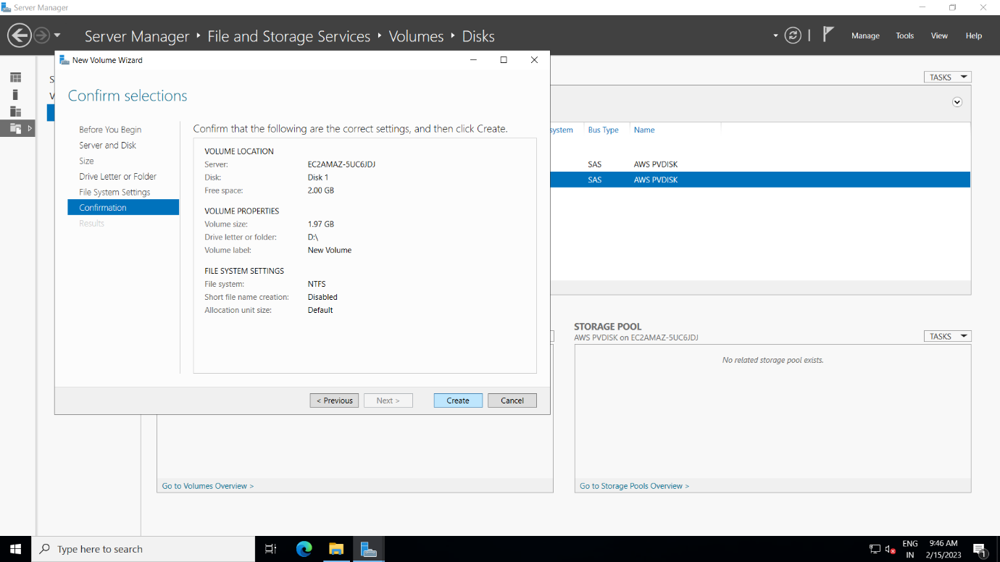 Server Manager
Server Manager • File and Storage Services • Volumes • Disks
Manage Tools View Help
New Volume Wizard
S
V
TASKS
Confirm selections
Before You Begin
Server and Disk
Size
Drive Letter or Folder
File System Settings
Confirmation
Results
Confirm that the following are the correct settings, and then click Create.
VOLUME LOCATION
Server: EC2AMAZ-5UC6JDJ
Disk: Disk 1
Free space: 2.00 GB
VOLUME PROPERTIES
Volume size: 1.97 GB
Drive letter or folder: D:\
Volume label: New Volume
FILE SYSTEM SETTINGS
File system: NTFS
Short file name creation: Disabled
Allocation unit size: Default
< Previous Next > Create Cancel
system Bus Type Name
SAS AWS PVDISK
SAS AWS PVDISK
STORAGE POOL
AWS PVDISK on EC2AMAZ-5UC6JDJ
TASKS
No related storage pool exists.
Go to Volumes Overview >
Go to Storage Pools Overview >
Type here to search
ENG
IN
9:46 AM
2/15/2023
1